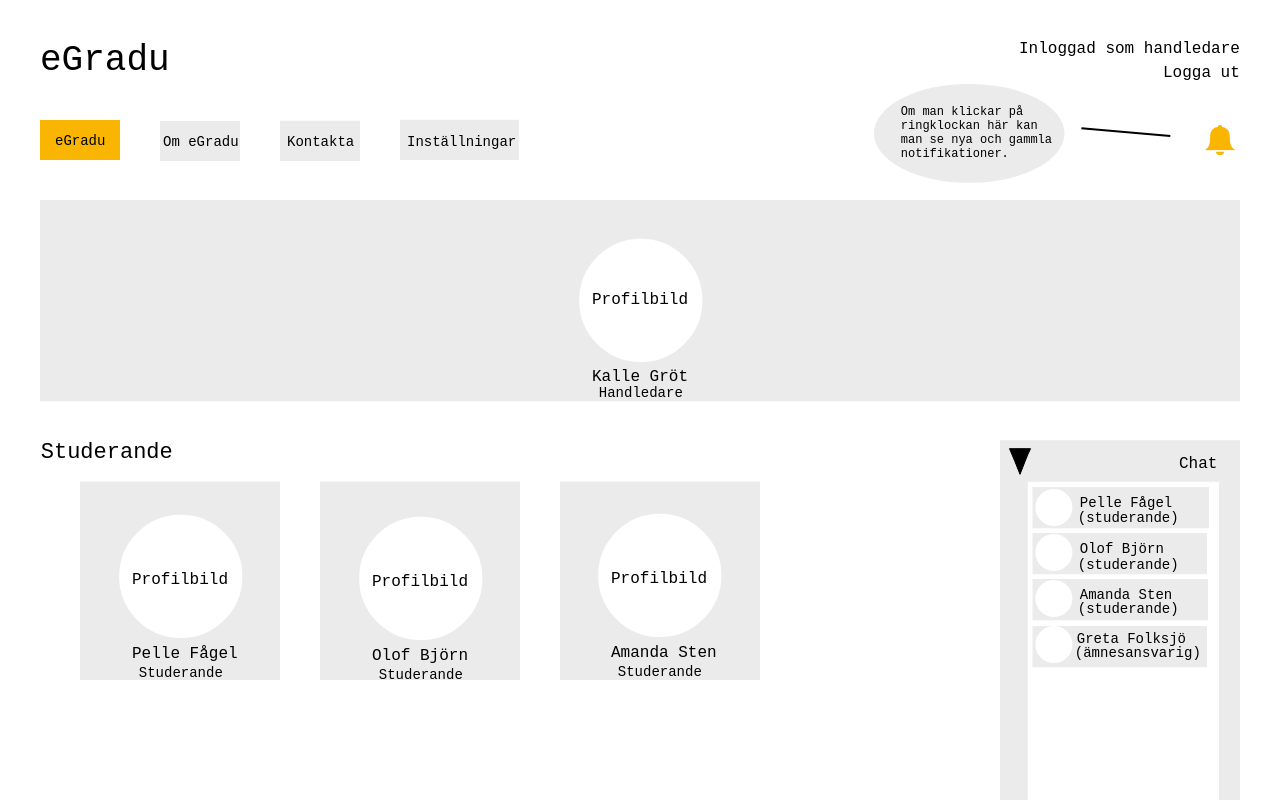 eGradu
Inloggad som handledare
Logga ut
eGradu
Om eGradu
Kontakta
Inställningar
Om man klickar på
ringklockan här kan
man se nya och gammla
notifikationer.
Profilbild
Kalle Gröt
Handledare
Studerande
Profilbild
Pelle Fågel
Studerande
Profilbild
Olof Björn
Studerande
Profilbild
Amanda Sten
Studerande
Chat
Pelle Fågel
(studerande)
Olof Björn
(studerande)
Amanda Sten
(studerande)
Greta Folksjö
(ämnesansvarig)